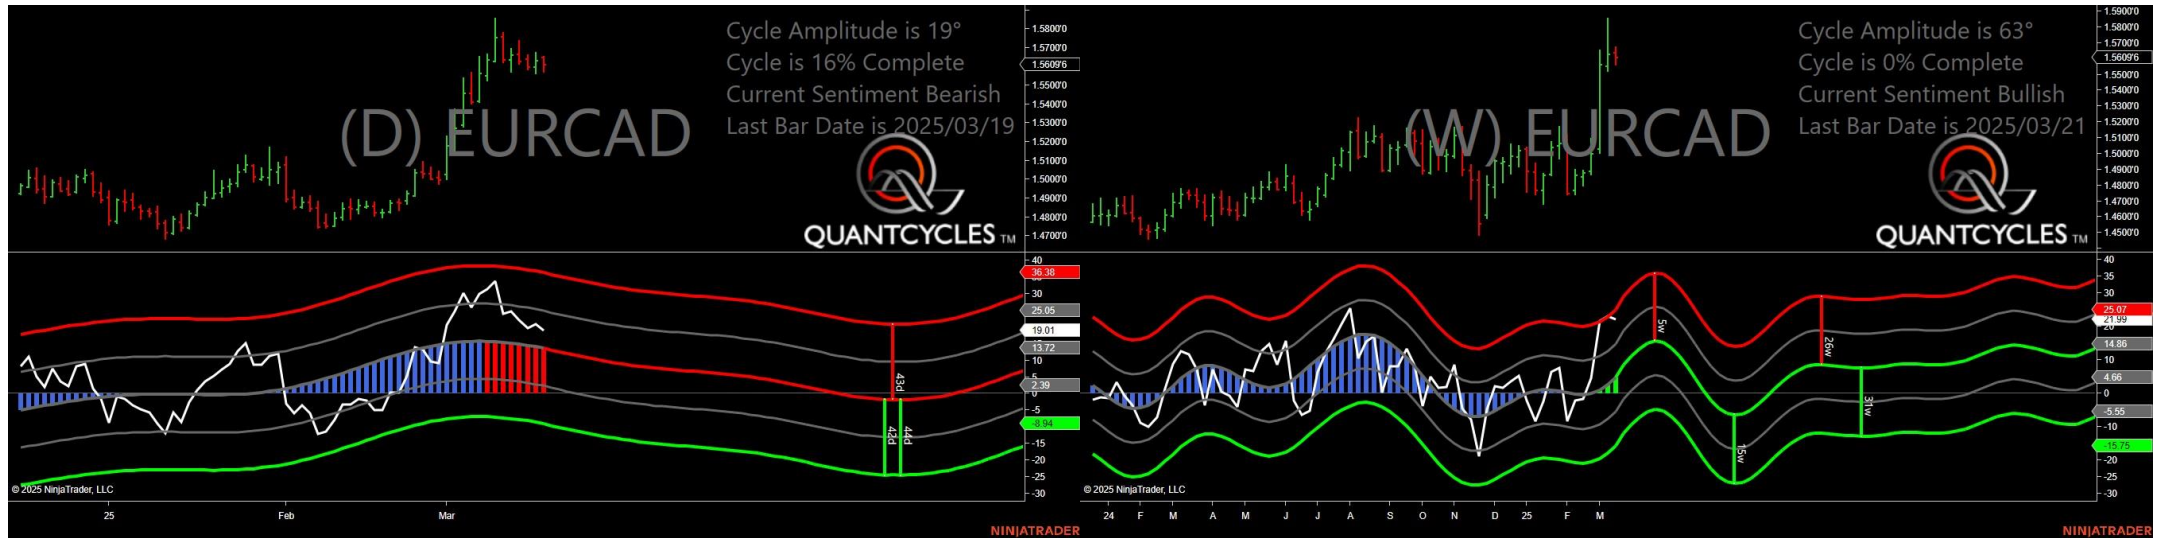 Cycle Amplitude is 19°
Cycle is 16% Complete
Current Sentiment Bearish
Last Bar Date is 2025/03/19
(D) EURCAD
QUANTCYCLES TM
1.5800'0
1.5700'0
1.5609'6
1.5500'0
1.5400'0
1.5300'0
1.5200'0
1.5100'0
1.5000'0
1.4900'0
1.4800'0
1.4700'0
40
36.38
30
25.05
19.01
13.72
10
5
2.39
0
-5
-8.94
-15
-20
-25
-30
43d
42d
44d
© 2025 NinjaTrader, LLC
25 Feb Mar
NINJATRADER
Cycle Amplitude is 63°
Cycle is 0% Complete
Current Sentiment Bullish
Last Bar Date is 2025/03/21
(W) EURCAD
QUANTCYCLES TM
1.5900'0
1.5800'0
1.5700'0
1.5609'6
1.5500'0
1.5400'0
1.5300'0
1.5200'0
1.5100'0
1.5000'0
1.4900'0
1.4800'0
1.4700'0
1.4600'0
1.4500'0
40
35
30
25.07
21.99
20
14.86
10
4.66
0
-5.55
-10
-15.75
-20
-25
-30
5w
15w
26w
31w
© 2025 NinjaTrader, LLC
24 F M A M J J A S O N D 25 F M
NINJATRADER